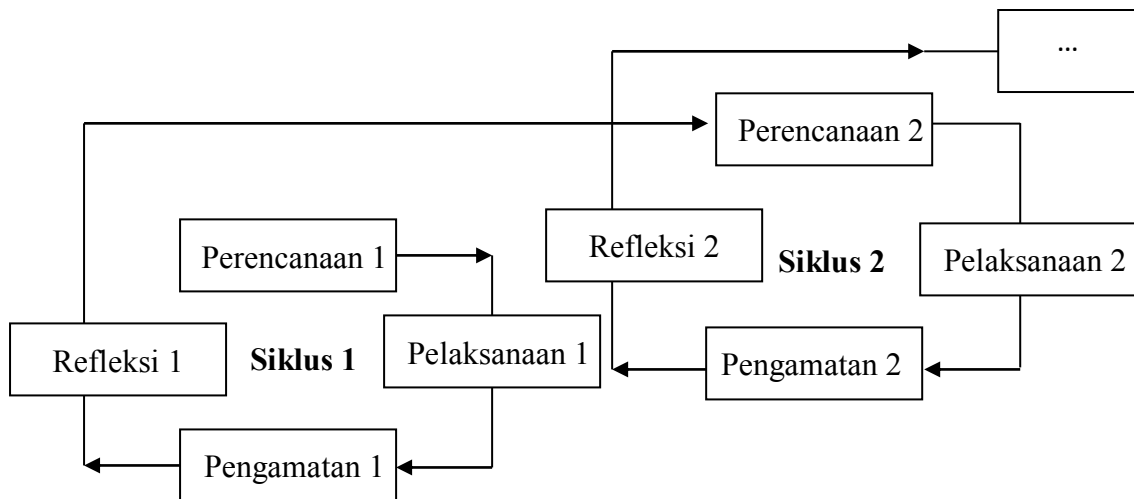 ...
Perencanaan 2
Refleksi 2
Siklus 2
Pelaksanaan 2
Pengamatan 2
Perencanaan 1
Refleksi 1
Siklus 1
Pelaksanaan 1
Pengamatan 1